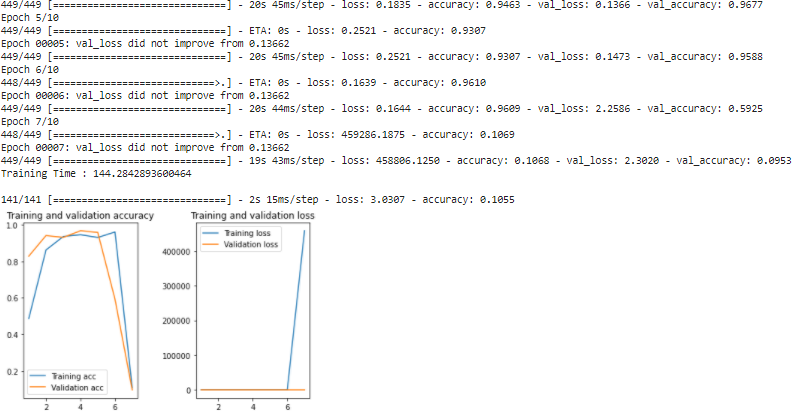 449/449 [==============================] - 20s 45ms/step - loss: 0.1835 - accuracy: 0.9463 - val_loss: 0.1366 - val_accuracy: 0.9677
Epoch 5/10
449/449 [==============================] - ETA: 0s - loss: 0.2521 - accuracy: 0.9307
Epoch 00005: val_loss did not improve from 0.13662
449/449 [==============================] - 20s 45ms/step - loss: 0.2521 - accuracy: 0.9307 - val_loss: 0.1473 - val_accuracy: 0.9588
Epoch 6/10
448/449 [============================>.] - ETA: 0s - loss: 0.1639 - accuracy: 0.9610
Epoch 00006: val_loss did not improve from 0.13662
449/449 [==============================] - 20s 44ms/step - loss: 0.1644 - accuracy: 0.9609 - val_loss: 2.2586 - val_accuracy: 0.5925
Epoch 7/10
448/449 [============================>.] - ETA: 0s - loss: 459286.1875 - accuracy: 0.1069
Epoch 00007: val_loss did not improve from 0.13662
449/449 [==============================] - 19s 43ms/step - loss: 458806.1250 - accuracy: 0.1068 - val_loss: 2.3020 - val_accuracy: 0.0953
Training Time : 144.2842893600464
141/141 [==============================] - 2s 15ms/step - loss: 3.0307 - accuracy: 0.1055
Training and validation accuracy
1.0
0.8
0.6
0.4
0.2
Training acc
Validation acc
2 4 6
Training and validation loss
Training loss
Validation loss
400000
300000
200000
100000
0
2 4 6